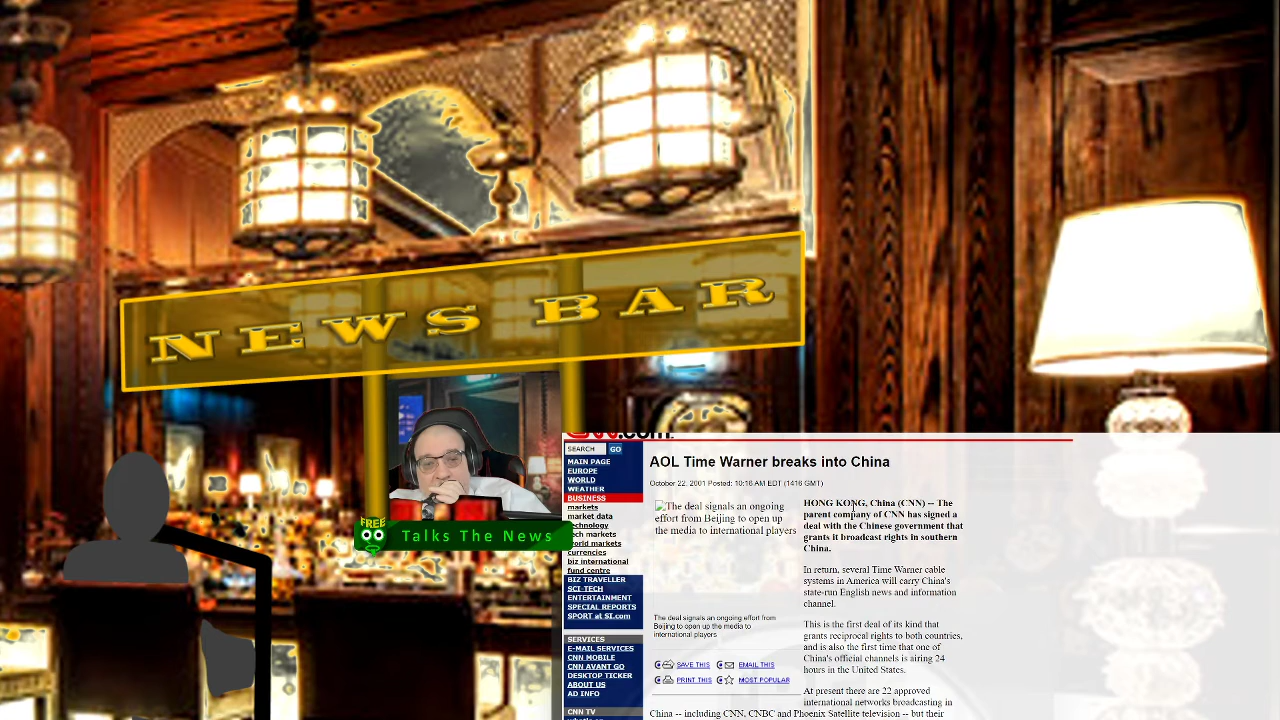 NEWS BAR
FREE
Talks The News
CNN.com.
SEARCH GO
MAIN PAGE
EUROPE
WORLD
WEATHER
BUSINESS
markets
market data
technology
tech markets
world markets
currencies
biz international
fund centre
BIZ TRAVELLER
SCI-TECH
ENTERTAINMENT
SPECIAL REPORTS
SPORT at SI.com
SERVICES
E-MAIL SERVICES
CNN MOBILE
CNN AVANT GO
DESKTOP TICKER
ABOUT US
AD INFO
CNN TV
what's on
AOL Time Warner breaks into China
October 22, 2001 Posted: 10:16 AM EDT (1416 GMT)
The deal signals an ongoing
effort from Beijing to open up
the media to international players
The deal signals an ongoing effort from
Beijing to open up the media to
international players
SAVE THIS EMAIL THIS
PRINT THIS MOST POPULAR
HONG KONG, China (CNN) -- The
parent company of CNN has signed a
deal with the Chinese government that
grants it broadcast rights in southern
China.
In return, several Time Warner cable
systems in America will carry China's
state-run English news and information
channel.
This is the first deal of its kind that
grants reciprocal rights to both countries,
and is also the first time that one of
China's official channels is airing 24
hours in the United States.
At present there are 22 approved
international networks broadcasting in
China -- including CNN, CNBC and Phoenix Satellite television -- but their